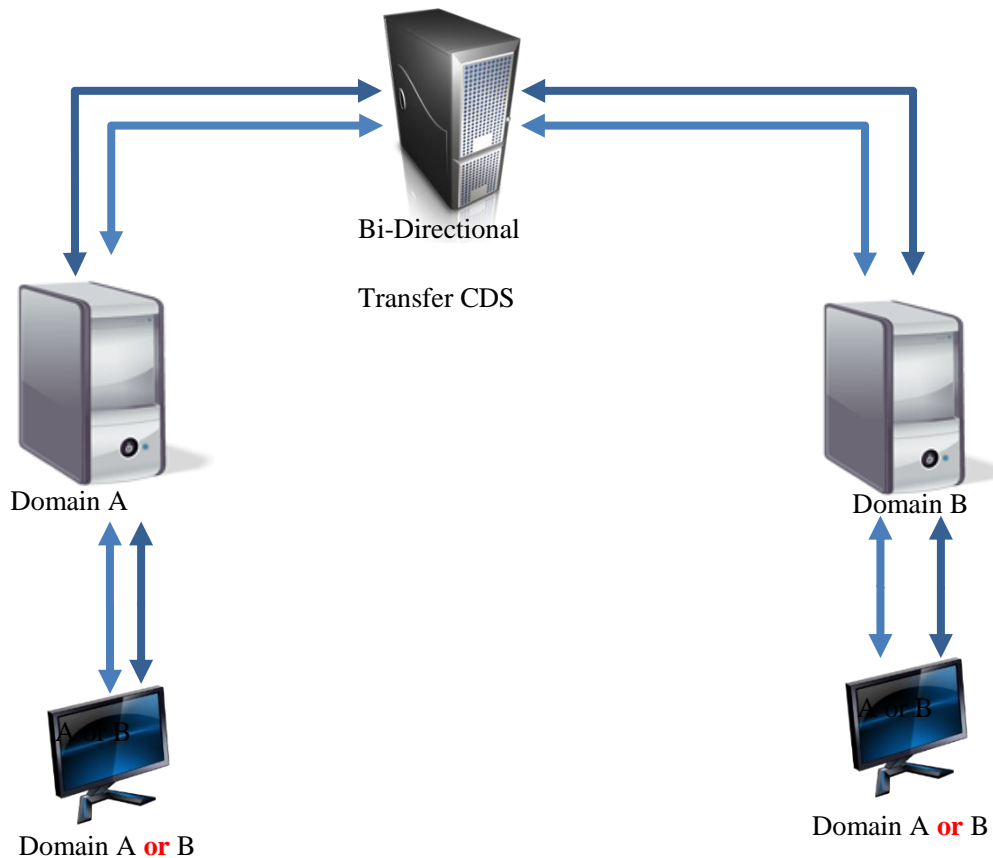 Bi-Directional
Transfer CDS
Domain A
Domain B
A or B
A or B
Domain A or B
Domain A or B